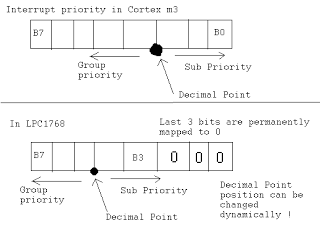 Interrupt priority in Cortex m3
B7
B0
Group
priority
Sub Priority
Decimal Point
In LPC1768
Last 3 bits are permanently
mapped to 0
B7
B3
0
0
0
Group
priority
Sub Priority
Decimal Point
Decimal Point
position can be
changed
dynamically !